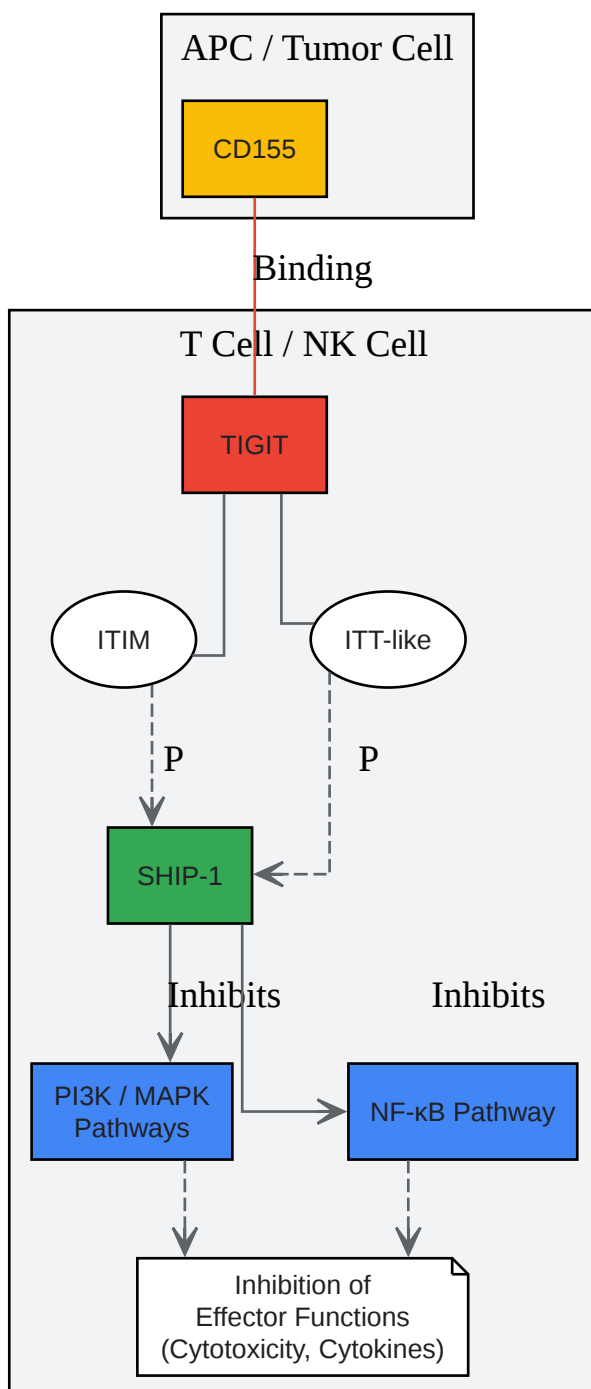 APC / Tumor Cell
CD155
Binding
T Cell / NK Cell
TIGIT
ITIM
ITT-like
P
P
SHIP-1
Inhibits
Inhibits
PI3K / MAPK
Pathways
NF-κB Pathway
Inhibition of
Effector Functions
(Cytotoxicity, Cytokines)